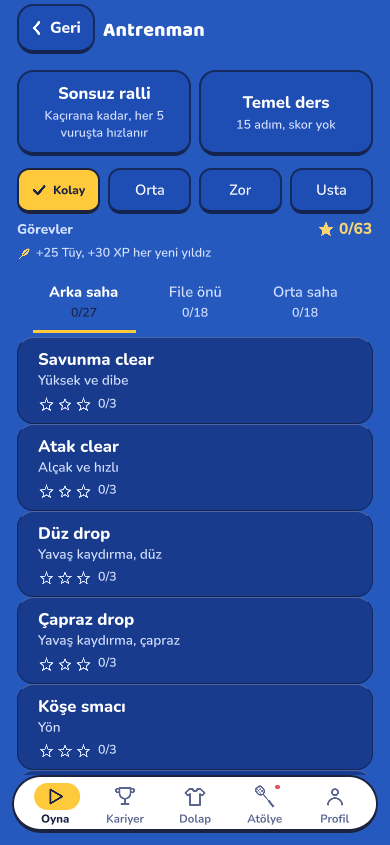 Geri
Antrenman
Sonsuz ralli
Kaçırana kadar, her 5
vuruşta hızlanır
Temel ders
15 adım, skor yok
Kolay
Orta
Zor
Usta
Görevler
0/63
+25 Tüy, +30 XP her yeni yıldız
Arka saha
0/27
File önü
0/18
Orta saha
0/18
Savunma clear
Yüksek ve dibe
0/3
Atak clear
Alçak ve hızlı
0/3
Düz drop
Yavaş kaydırma, düz
0/3
Çapraz drop
Yavaş kaydırma, çapraz
0/3
Köşe smacı
Yön
0/3
Oyna
Kariyer
Dolap
Atölye
Profil